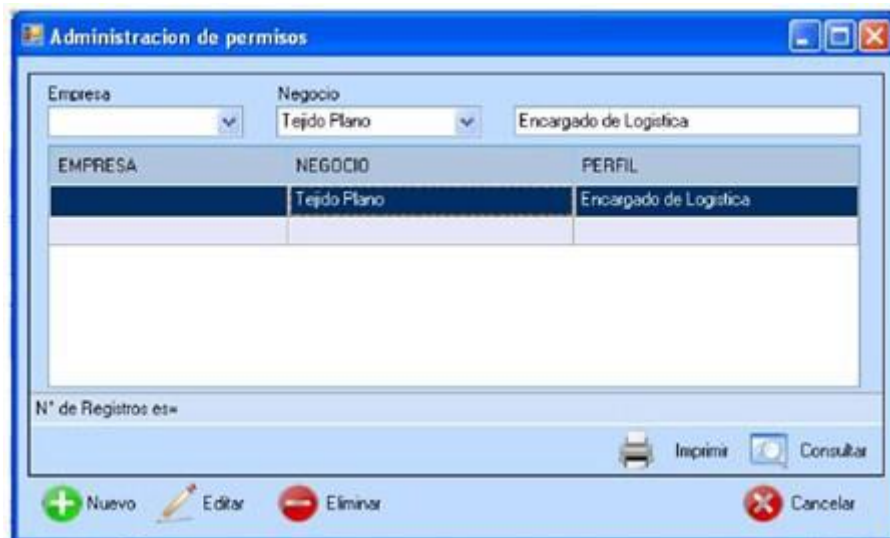 Administracion de permisos
Empresa Negocio
Tejido Plano Encargado de Logistica
EMPRESA NEGOCIO PERFIL
Tejido Plano Encargado de Logistica
N° de Registros es=
Imprimir Consultar
Nuevo Editar Eliminar Cancelar